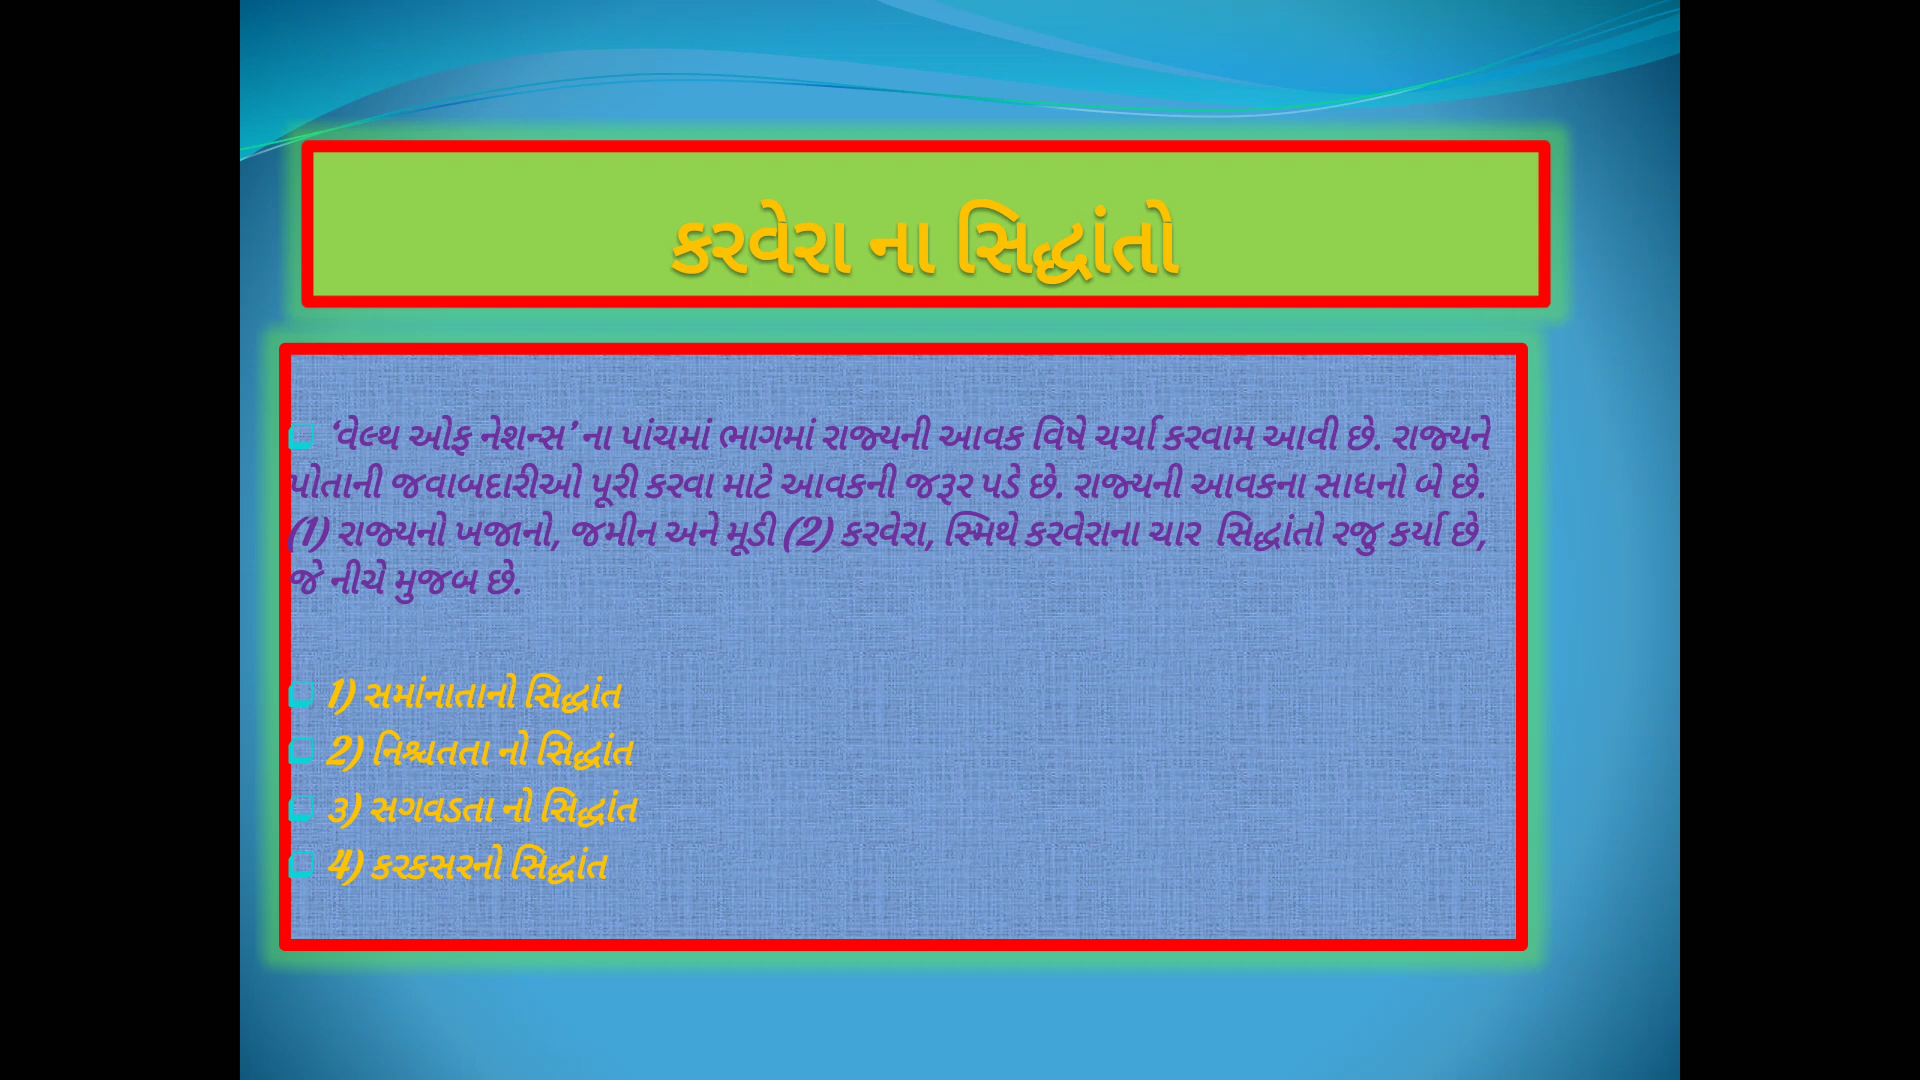 કરવેરા ના સિદ્ધાંતો
‘વેલ્થ ઓફ નેશન્સ’ ના પાંચમાં ભાગમાં રાજ્યની આવક વિષે ચર્ચા કરવામ આવી છે. રાજ્યને
પોતાની જવાબદારીઓ પૂરી કરવા માટે આવકની જરૂર પડે છે. રાજ્યની આવકના સાધનો બે છે.
(1) રાજ્યનો ખજાનો, જમીન અને મૂડી (2) કરવેરા, સ્મિથે કરવેરાના ચાર સિદ્ધાંતો રજુ કર્યા છે,
જે નીચે મુજબ છે.
1) સમાંનાતાનો સિદ્ધાંત
2) નિશ્ચતતા નો સિદ્ધાંત
૩) સગવડતા નો સિદ્ધાંત
4) કરકસરનો સિદ્ધાંત